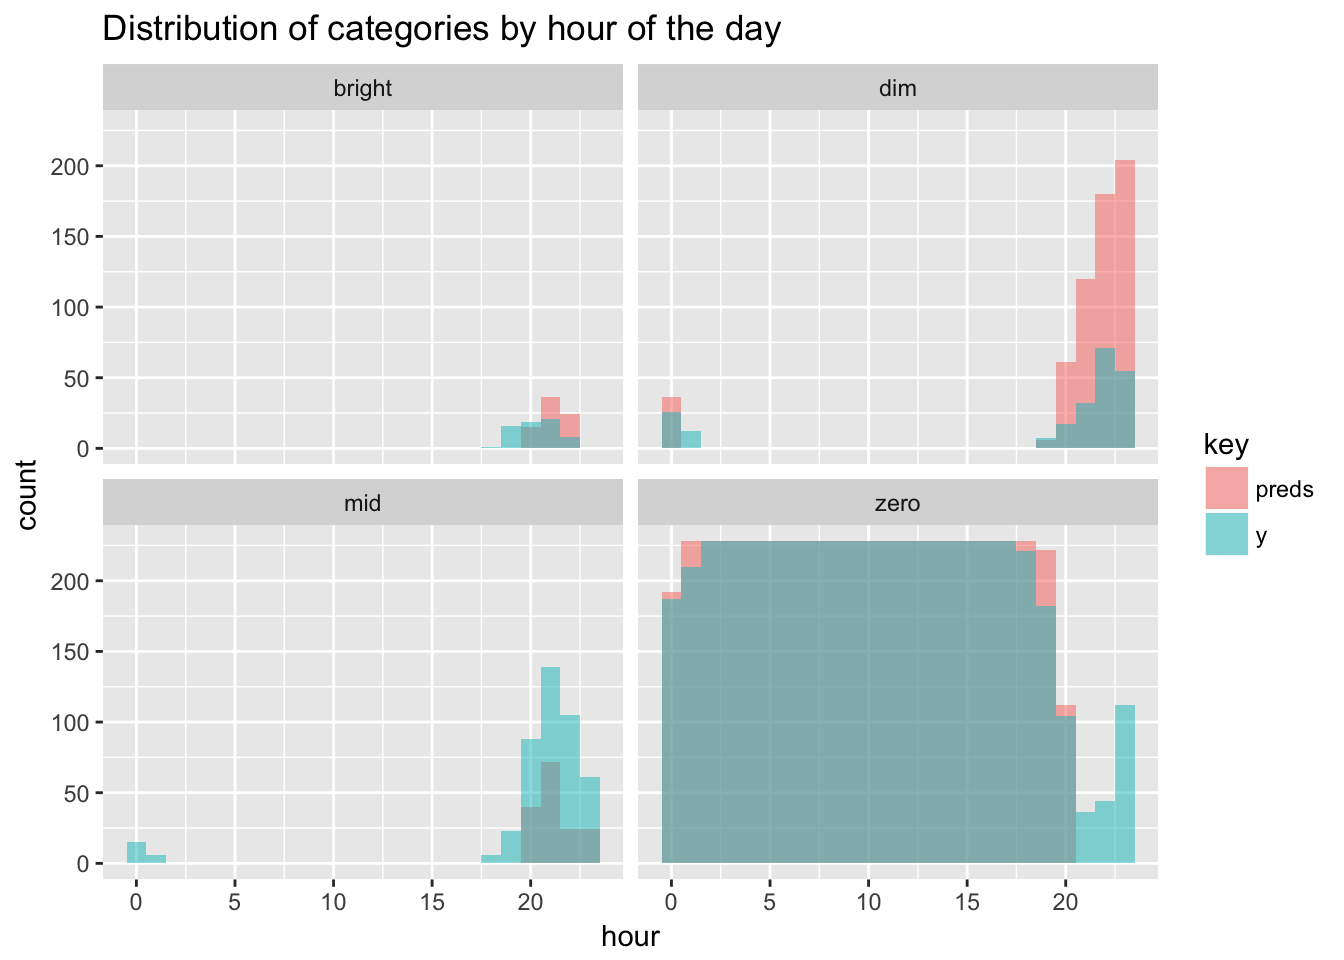 Distribution of categories by hour of the day
bright
dim
200
150
100
50
0
mid
zero
200
150
100
50
0
0 5 10 15 20
0 5 10 15 20
hour
count
key
preds
y